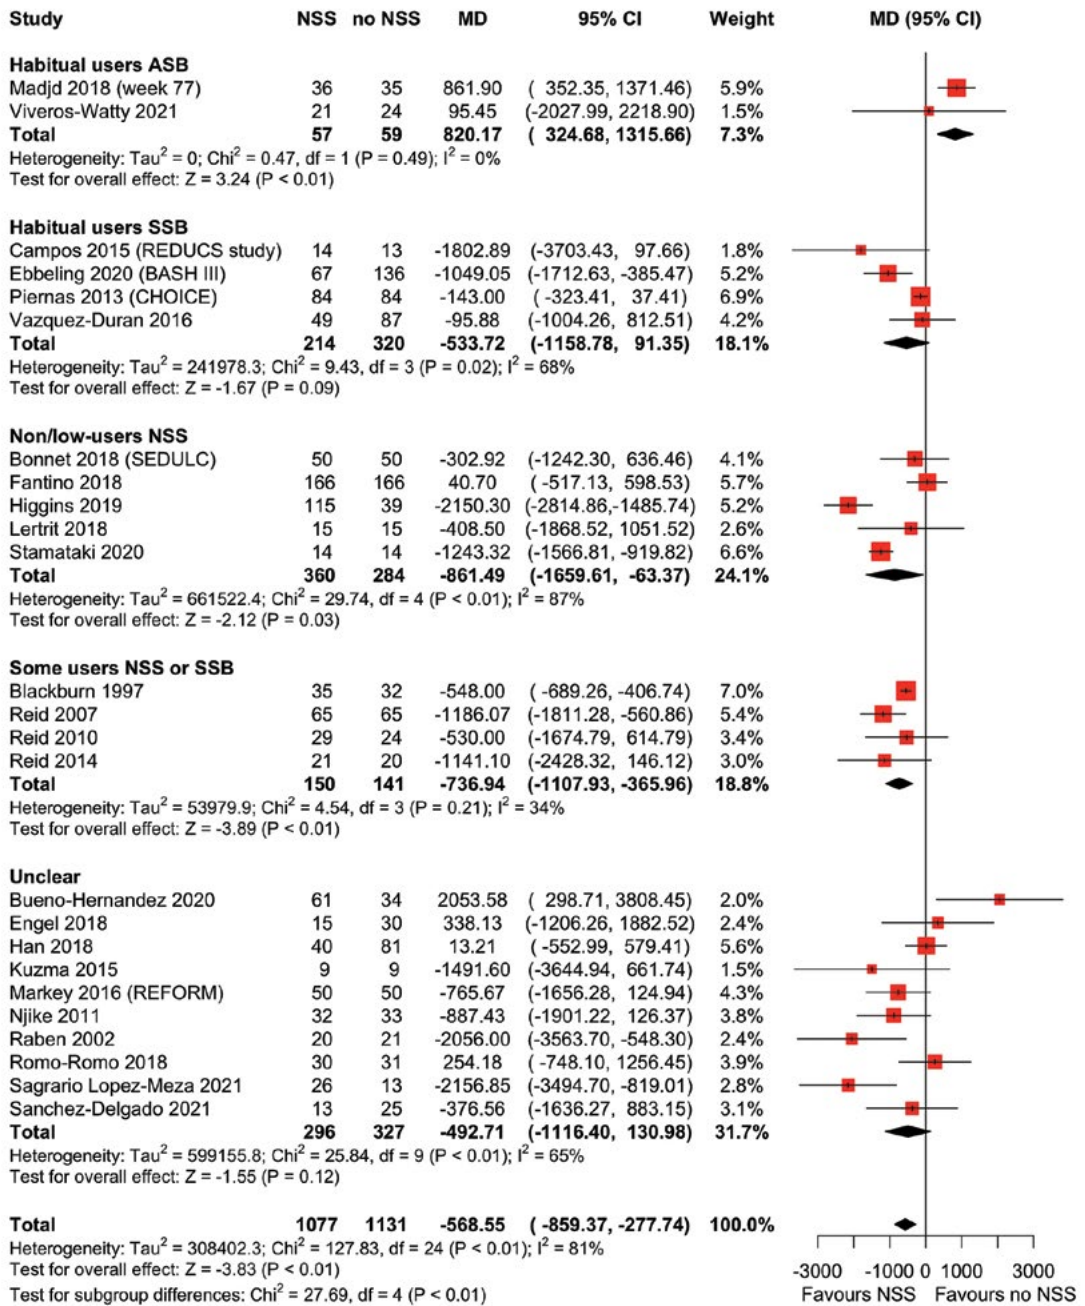 Study NSS no NSS MD 95% CI Weight MD (95% CI)
Habitual users ASB
Madjd 2018 (week 77) 36 35 861.90 ( 352.35, 1371.46) 5.9%
Viveros-Watty 2021 21 24 95.45 (-2027.99, 2218.90) 1.5%
Total 57 59 820.17 ( 324.68, 1315.66) 7.3%
Heterogeneity: Tau² = 0; Chi² = 0.47, df = 1 (P = 0.49); I² = 0%
Test for overall effect: Z = 3.24 (P < 0.01)
Habitual users SSB
Campos 2015 (REDUCS study) 14 13 -1802.89 (-3703.43, 97.66) 1.8%
Ebbeling 2020 (BASH III) 67 136 -1049.05 (-1712.63, -385.47) 5.2%
Piernas 2013 (CHOICE) 84 84 -143.00 ( -323.41, 37.41) 6.9%
Vazquez-Duran 2016 49 87 -95.88 (-1004.26, 812.51) 4.2%
Total 214 320 -533.72 (-1158.78, 91.35) 18.1%
Heterogeneity: Tau² = 241978.3; Chi² = 9.43, df = 3 (P = 0.02); I² = 68%
Test for overall effect: Z = -1.67 (P = 0.09)
Non/low-users NSS
Bonnet 2018 (SEDULC) 50 50 -302.92 (-1242.30, 636.46) 4.1%
Fantino 2018 166 166 40.70 ( -517.13, 598.53) 5.7%
Higgins 2019 115 39 -2150.30 (-2814.86,-1485.74) 5.2%
Lertrit 2018 15 15 -408.50 (-1868.52, 1051.52) 2.6%
Stamataki 2020 14 14 -1243.32 (-1566.81, -919.82) 6.6%
Total 360 284 -861.49 (-1659.61, -63.37) 24.1%
Heterogeneity: Tau² = 661522.4; Chi² = 29.74, df = 4 (P < 0.01); I² = 87%
Test for overall effect: Z = -2.12 (P = 0.03)
Some users NSS or SSB
Blackburn 1997 35 32 -548.00 ( -689.26, -406.74) 7.0%
Reid 2007 65 65 -1186.07 (-1811.28, -560.86) 5.4%
Reid 2010 29 24 -530.00 (-1674.79, 614.79) 3.4%
Reid 2014 21 20 -1141.10 (-2428.32, 146.12) 3.0%
Total 150 141 -736.94 (-1107.93, -365.96) 18.8%
Heterogeneity: Tau² = 53979.9; Chi² = 4.54, df = 3 (P = 0.21); I² = 34%
Test for overall effect: Z = -3.89 (P < 0.01)
Unclear
Bueno-Hernandez 2020 61 34 2053.58 ( 298.71, 3808.45) 2.0%
Engel 2018 15 30 338.13 (-1206.26, 1882.52) 2.4%
Han 2018 40 81 13.21 ( -552.99, 579.41) 5.6%
Kuzma 2015 9 9 -1491.60 (-3644.94, 661.74) 1.5%
Markey 2016 (REFORM) 50 50 -765.67 (-1656.28, 124.94) 4.3%
Njike 2011 32 33 -887.43 (-1901.22, 126.37) 3.8%
Raben 2002 20 21 -2056.00 (-3563.70, -548.30) 2.4%
Romo-Romo 2018 30 31 254.18 ( -748.10, 1256.45) 3.9%
Sagrario Lopez-Meza 2021 26 13 -2156.85 (-3494.70, -819.01) 2.8%
Sanchez-Delgado 2021 13 25 -376.56 (-1636.27, 883.15) 3.1%
Total 296 327 -492.71 (-1116.40, 130.98) 31.7%
Heterogeneity: Tau² = 599155.8; Chi² = 25.84, df = 9 (P < 0.01); I² = 65%
Test for overall effect: Z = -1.55 (P = 0.12)
Total 1077 1131 -568.55 ( -859.37, -277.74) 100.0%
Heterogeneity: Tau² = 308402.3; Chi² = 127.83, df = 24 (P < 0.01); I² = 81%
Test for overall effect: Z = -3.83 (P < 0.01)
-3000 -1000 0 1000 3000
Test for subgroup differences: Chi² = 27.69, df = 4 (P < 0.01) Favours NSS Favours no NSS